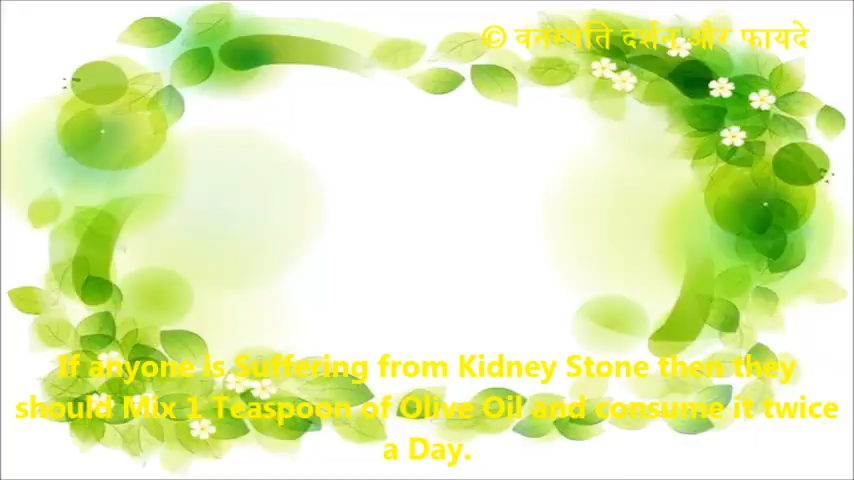 © वनस्पति दर्शन और फायदे
If anyone is Suffering from Kidney Stone then they
should Mix 1 Teaspoon of Olive Oil and consume it twice
a Day.